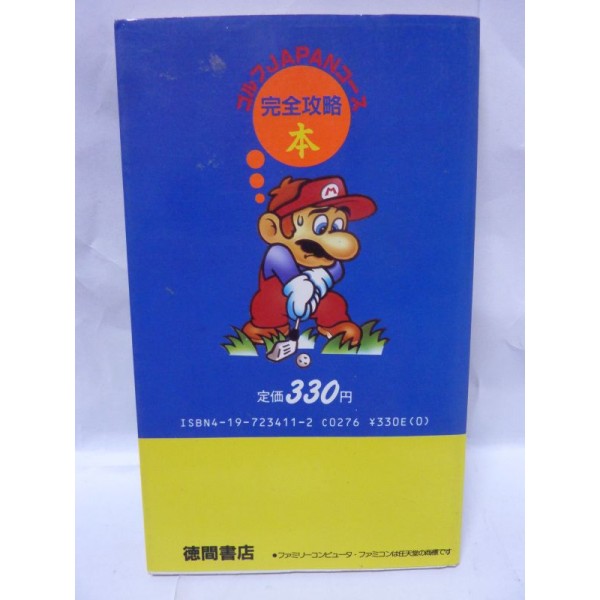 ゴルフJAPANコース
完全攻略
本
M
定価330円
ISBN4-19-723411-2 C0276 ¥330E(0)
徳間書店
●ファミリーコンピュータ・ファミコンは任天堂の商標です